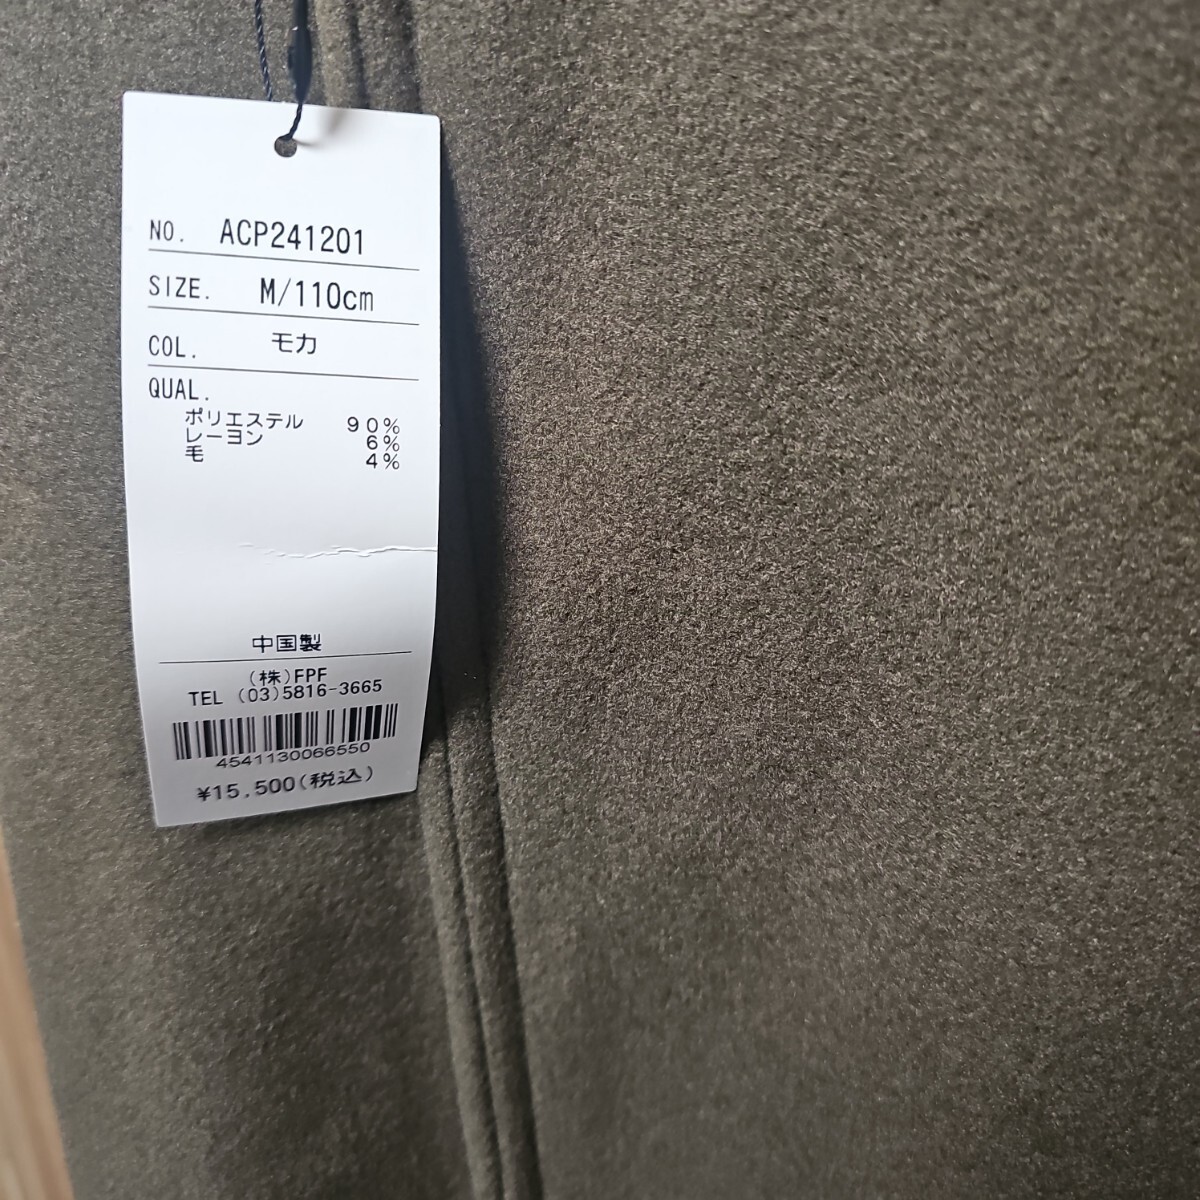 NO. ACP241201
SIZE. M/110cm
COL. モカ
QUAL.
ポリエステル 90%
レーヨン 6%
毛 4%
中国製
(株)FPF
TEL (03)5816-3665
4541130066550
¥15,500(税込)